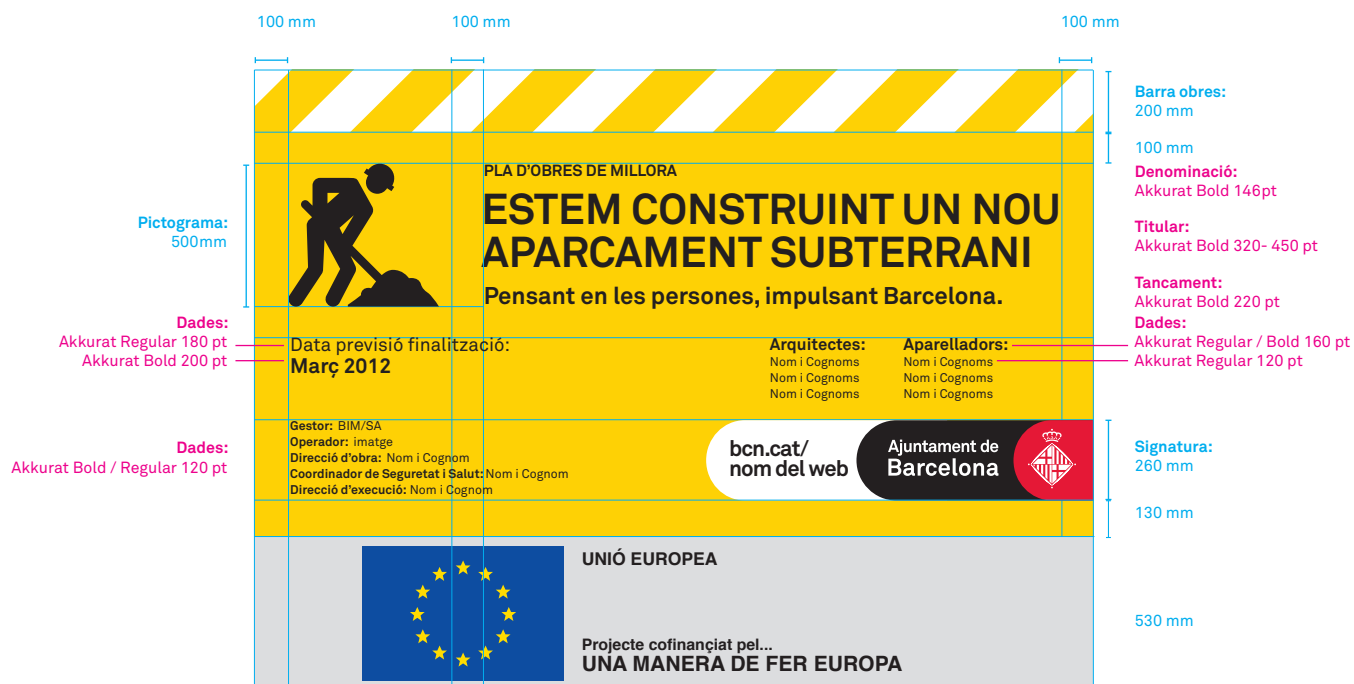 100 mm
100 mm
100 mm
Barra obres:
200 mm
100 mm
Pictograma:
500mm
PLA D'OBRES DE MILLORA
ESTEM CONSTRUINT UN NOU
APARCAMENT SUBTERRANI
Pensant en les persones, impulsant Barcelona.
Denominació:
Akkurat Bold 146pt
Titular:
Akkurat Bold 320- 450 pt
Tancament:
Akkurat Bold 220 pt
Dades:
Akkurat Regular / Bold 160 pt
Akkurat Regular 120 pt
Dades:
Akkurat Regular 180 pt
Akkurat Bold 200 pt
Data previsió finalització:
Març 2012
Arquitectes:
Nom i Cognoms
Nom i Cognoms
Nom i Cognoms
Aparelladors:
Nom i Cognoms
Nom i Cognoms
Nom i Cognoms
Dades:
Akkurat Bold / Regular 120 pt
Gestor: BIM/SA
Operador: imatge
Direcció d'obra: Nom i Cognom
Coordinador de Seguretat i Salut: Nom i Cognom
Direcció d'execució: Nom i Cognom
bcn.cat/
nom del web
Ajuntament de
Barcelona
Signatura:
260 mm
130 mm
UNIÓ EUROPEA
Projecte cofinançiat pel...
UNA MANERA DE FER EUROPA
530 mm